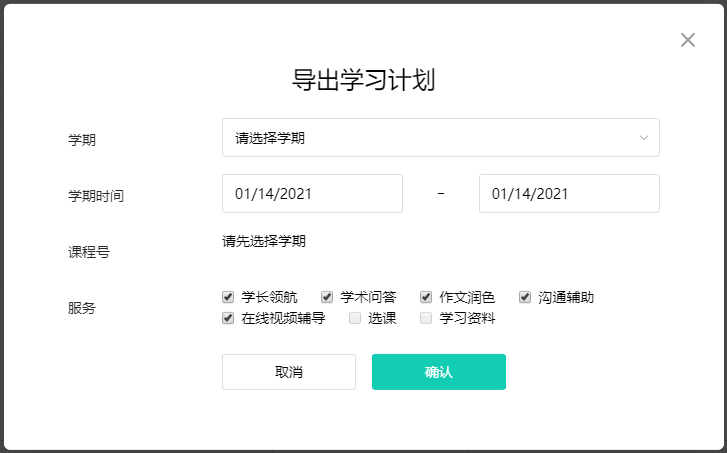 导出学习计划
学期 请选择学期
学期时间 01/14/2021 - 01/14/2021
课程号 请先选择学期
服务 学长领航 学术问答 作文润色 沟通辅助
在线视频辅导 选课 学习资料
取消 确认